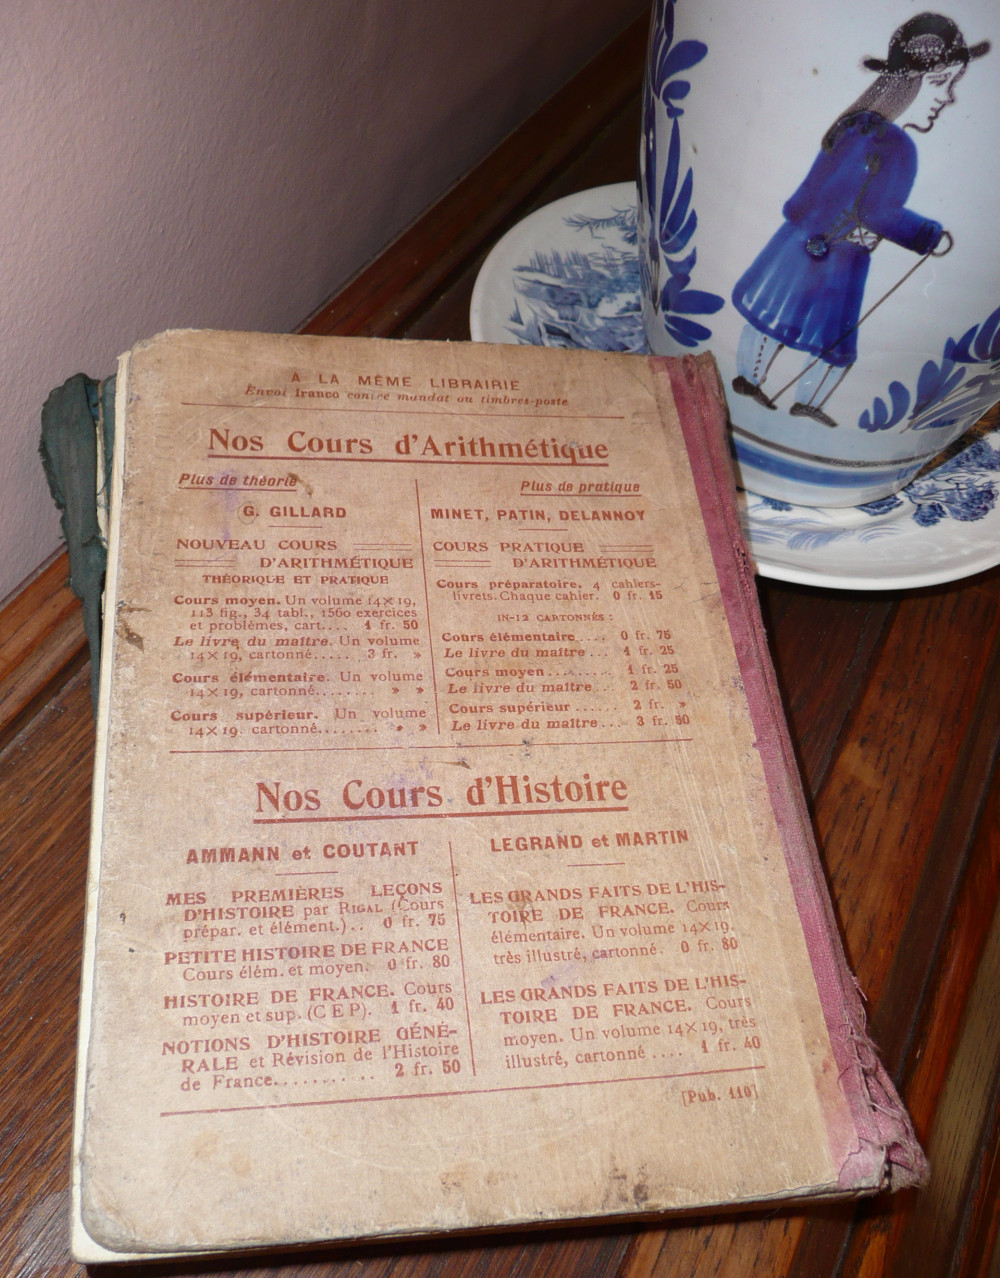 A LA MÊME LIBRAIRIE
Envoi franco contre mandat ou timbres-poste
Nos Cours d'Arithmétique
Plus de théorie
G. GILLARD
NOUVEAU COURS
D'ARITHMÉTIQUE
THÉORIQUE ET PRATIQUE
Cours moyen. Un volume 14×19,
113 fig., 34 tabl., 1560 exercices
et problèmes, cart.... 1 fr. 50
Le livre du maître. Un volume
14×19, cartonné..... 3 fr. »
Cours élémentaire. Un volume
14×19, cartonné........ » »
Cours supérieur. Un volume
14×19. cartonné........ » »
Plus de pratique
MINET, PATIN, DELANNOY
COURS PRATIQUE
D'ARITHMÉTIQUE
Cours préparatoire. 4 cahiers-
livrets. Chaque cahier. 0 fr. 15
IN-12 CARTONNÉS :
Cours élémentaire.... 0 fr. 75
Le livre du maître... 1 fr. 25
Cours moyen......... 1 fr. 25
Le livre du maître... 2 fr. 50
Cours supérieur...... 2 fr. »
Le livre du maître... 3 fr. 50
Nos Cours d'Histoire
AMMANN et COUTANT
MES PREMIÈRES LEÇONS
D'HISTOIRE par RIGAL (Cours
prépar. et élément.).. 0 fr. 75
PETITE HISTOIRE DE FRANCE
Cours élém. et moyen. 0 fr. 80
HISTOIRE DE FRANCE. Cours
moyen et sup. (C E P). 1 fr. 40
NOTIONS D'HISTOIRE GÉNÉ-
RALE et Révision de l'Histoire
de France........... 2 fr. 50
LEGRAND et MARTIN
LES GRANDS FAITS DE L'HIS-
TOIRE DE FRANCE. Cours
élémentaire. Un volume 14×19,
très illustré, cartonné. 0 fr. 80
LES GRANDS FAITS DE L'HIS-
TOIRE DE FRANCE. Cours
moyen. Un volume 14×19, très
illustré, cartonné .... 1 fr. 40
[Pub. 110]